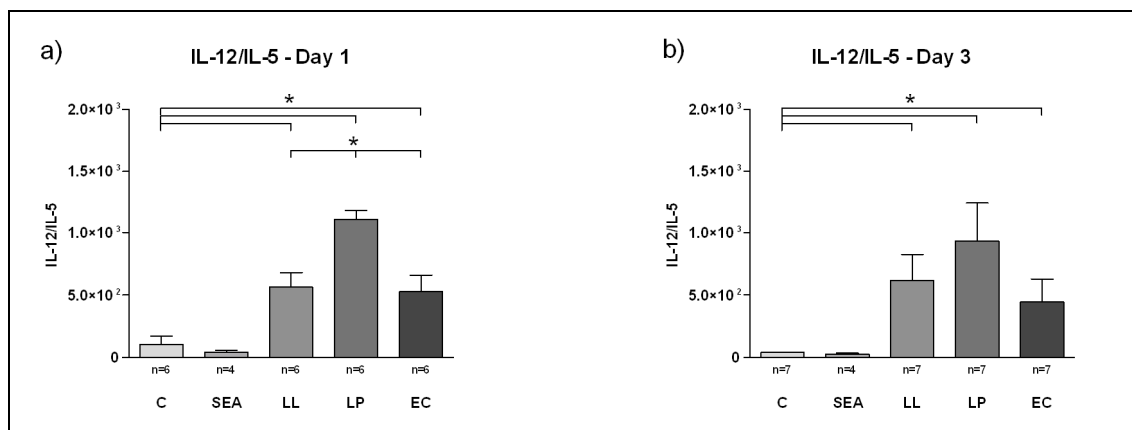 a)
IL-12/IL-5 - Day 1
*
*
2.0×10³
1.5×10³
1.0×10³
5.0×10²
0
IL-12/IL-5
n=6 n=4 n=6 n=6 n=6
C SEA LL LP EC
b)
IL-12/IL-5 - Day 3
*
2.0×10³
1.5×10³
1.0×10³
5.0×10²
0
IL-12/IL-5
n=7 n=4 n=7 n=7 n=7
C SEA LL LP EC